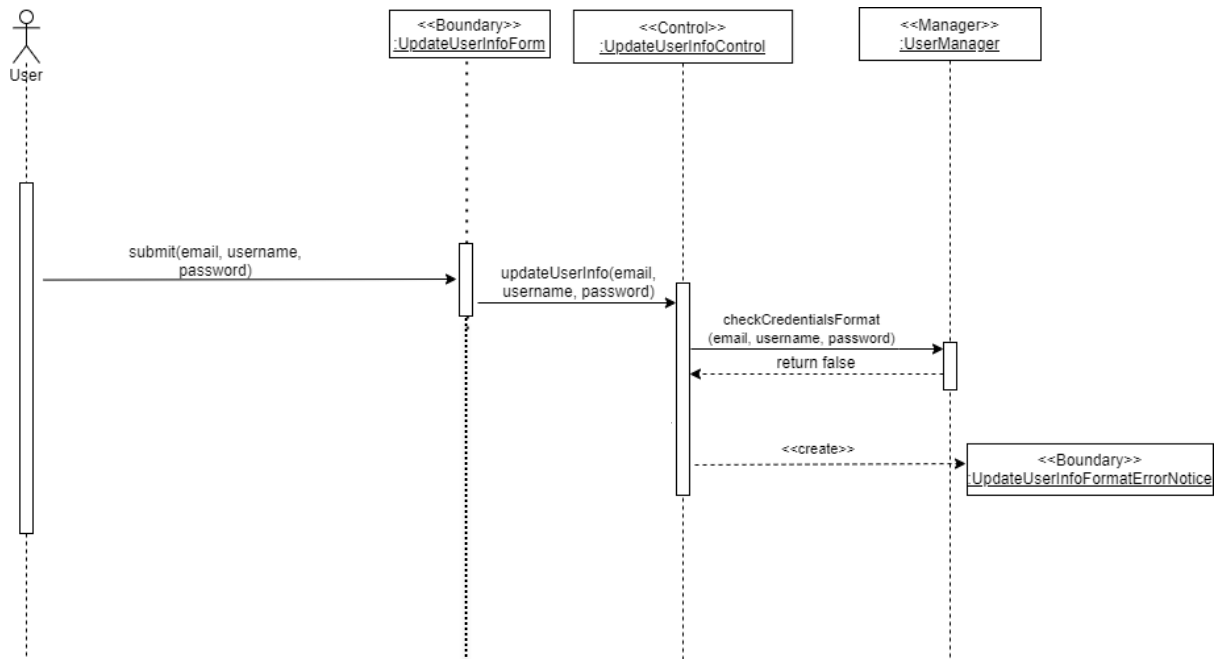 <<Boundary>>
:UpdateUserInfoForm
<<Control>>
:UpdateUserInfoControl
<<Manager>>
:UserManager
User
submit(email, username,
password)
updateUserInfo(email,
username, password)
checkCredentialsFormat
(email, username, password)
return false
<<create>>
<<Boundary>>
:UpdateUserInfoFormatErrorNotice